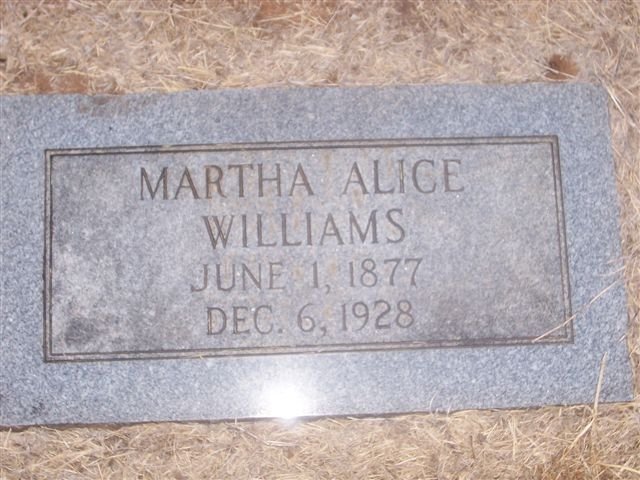 MARTHA ALICE
WILLIAMS
JUNE 1, 1877
DEC. 6, 1928